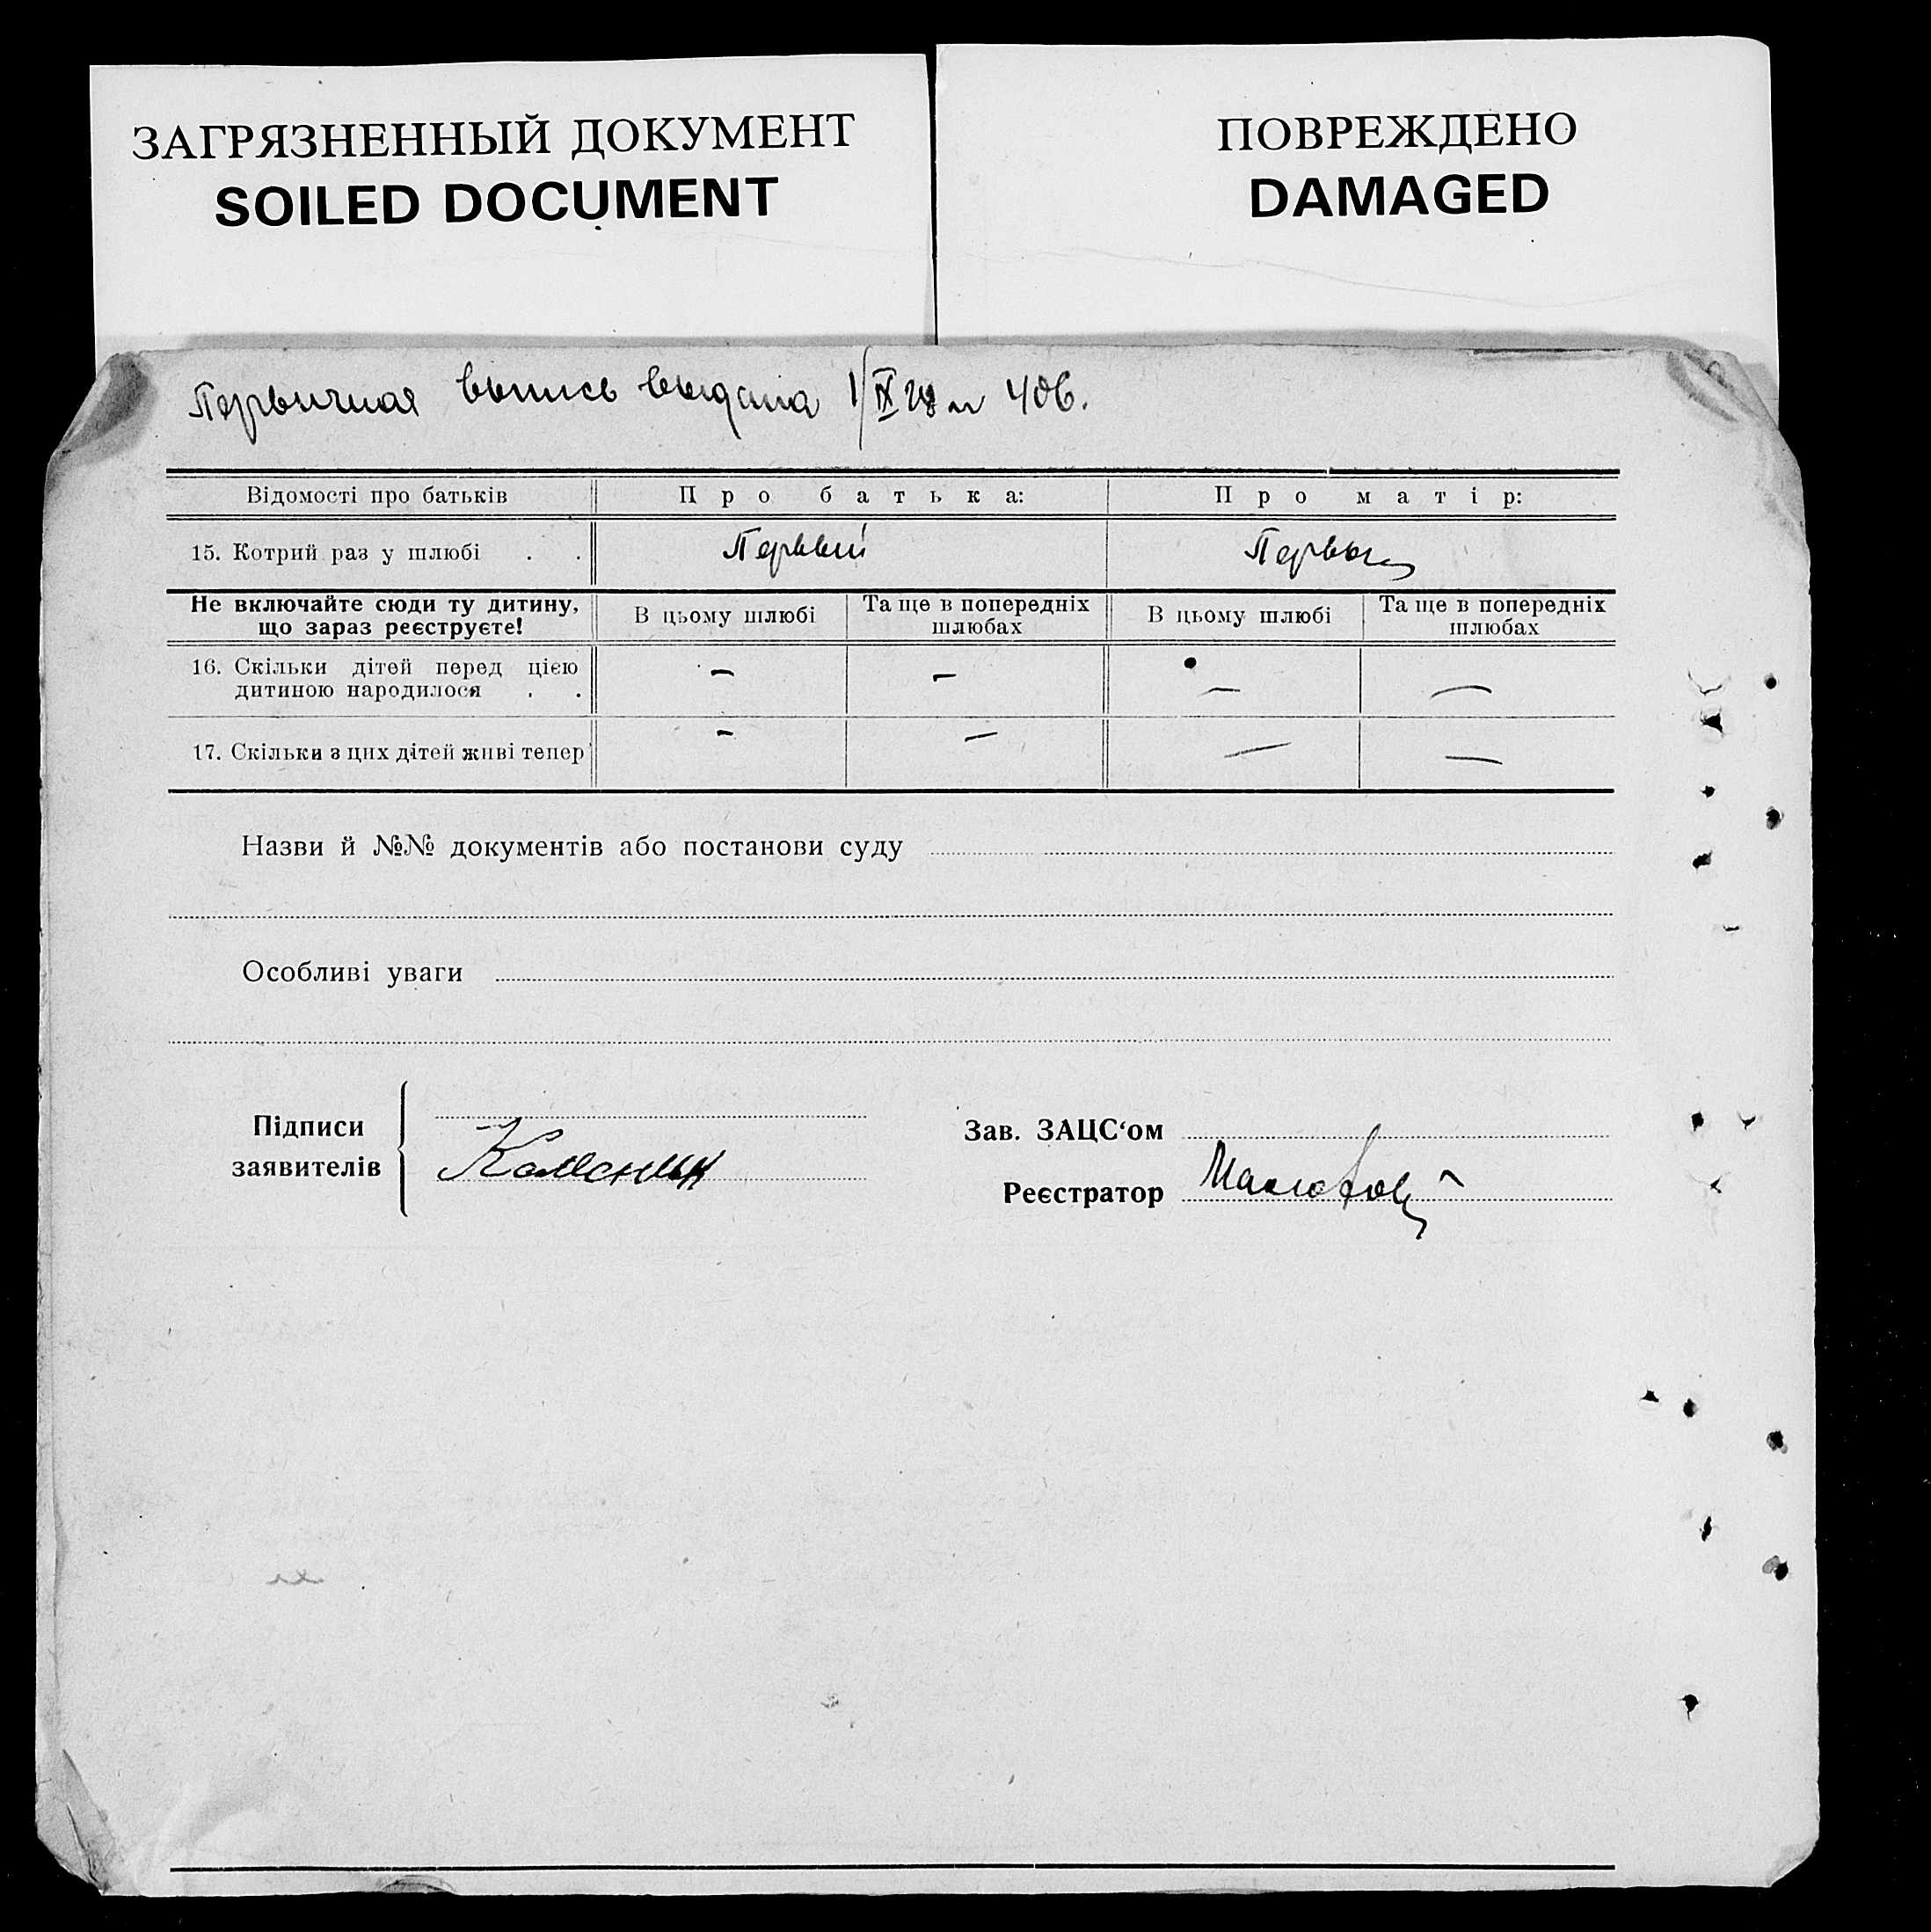 ЗАГРЯЗНЕННЫЙ ДОКУМЕНТ
SOILED DOCUMENT
ПОВРЕЖДЕНО
DAMAGED
Первичная выпись выдана 1/IX 28 406.
Відомості про батьків Про батька: Про матір:
15. Котрий раз у шлюбі . . Первый Первый
Не включайте сюди ту дитину, що зараз реєструєте! В цьому шлюбі Та ще в попередніх шлюбах В цьому шлюбі Та ще в попередніх шлюбах
16. Скільки дітей перед цією дитиною народилося . . — — — —
17. Скільки з цих дітей живі тепер — — — —
Назви й №№ документів або постанови суду
Особливі уваги
Підписи заявителів
Зав. ЗАЦС‘ом
Реєстратор